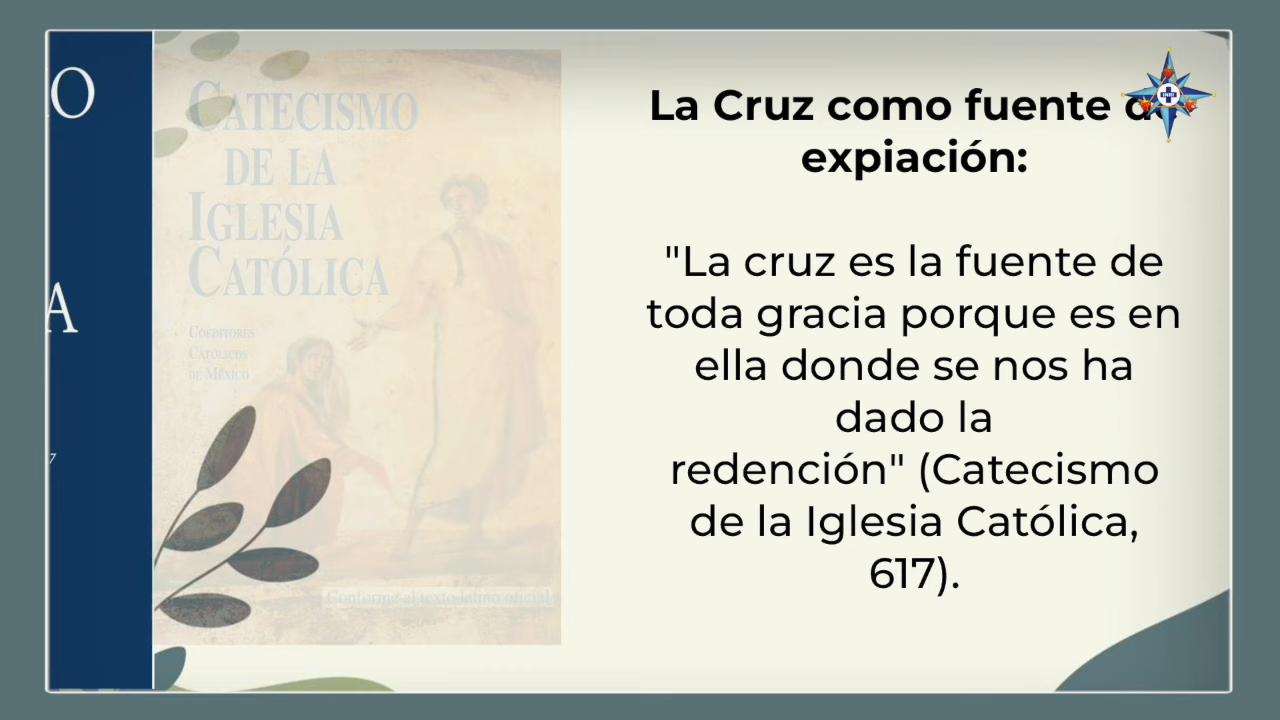 O
A
7
CATECISMO
DE LA
IGLESIA
CATÓLICA
COEDITORES
CATÓLICOS
DE MÉXICO
Conforme al texto latino oficial
La Cruz como fuente de
expiación:
"La cruz es la fuente de
toda gracia porque es en
ella donde se nos ha
dado la
redención" (Catecismo
de la Iglesia Católica,
617).
INRI